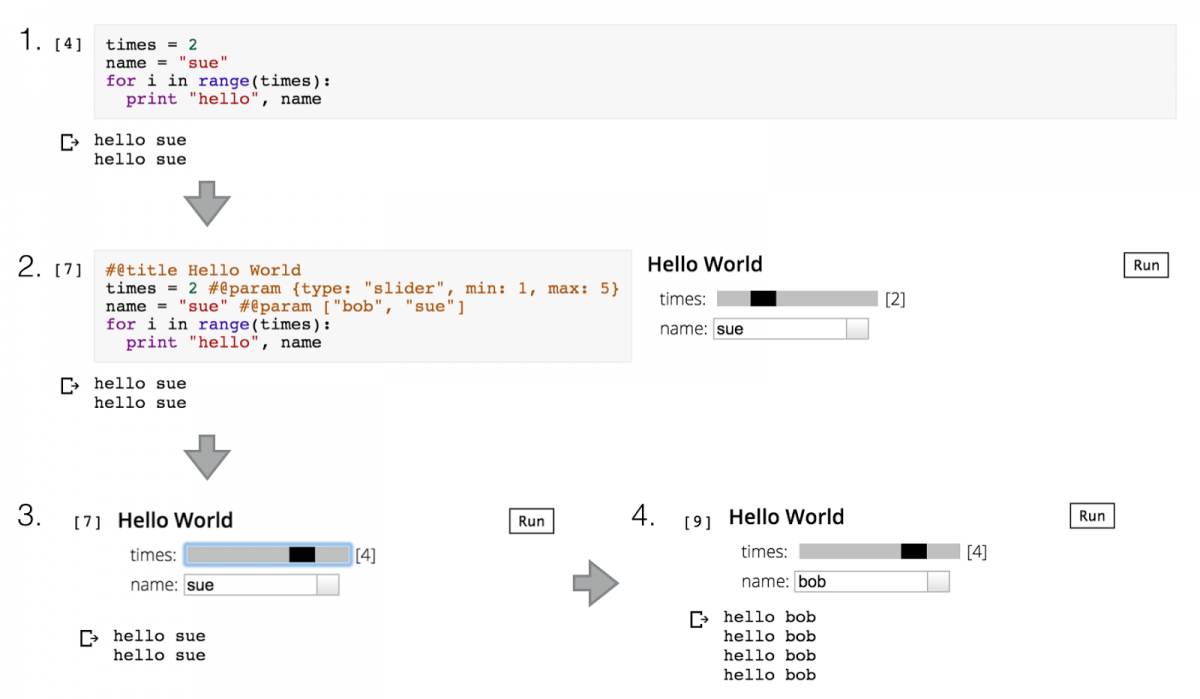 1. [4] times = 2
name = "sue"
for i in range(times):
  print "hello", name
hello sue
hello sue
2. [7] #@title Hello World
times = 2 #@param {type: "slider", min: 1, max: 5}
name = "sue" #@param ["bob", "sue"]
for i in range(times):
  print "hello", name
hello sue
hello sue
Hello World Run
times: [2]
name: sue
3. [7] Hello World Run
times: [4]
name: sue
hello sue
hello sue
4. [9] Hello World Run
times: [4]
name: bob
hello bob
hello bob
hello bob
hello bob